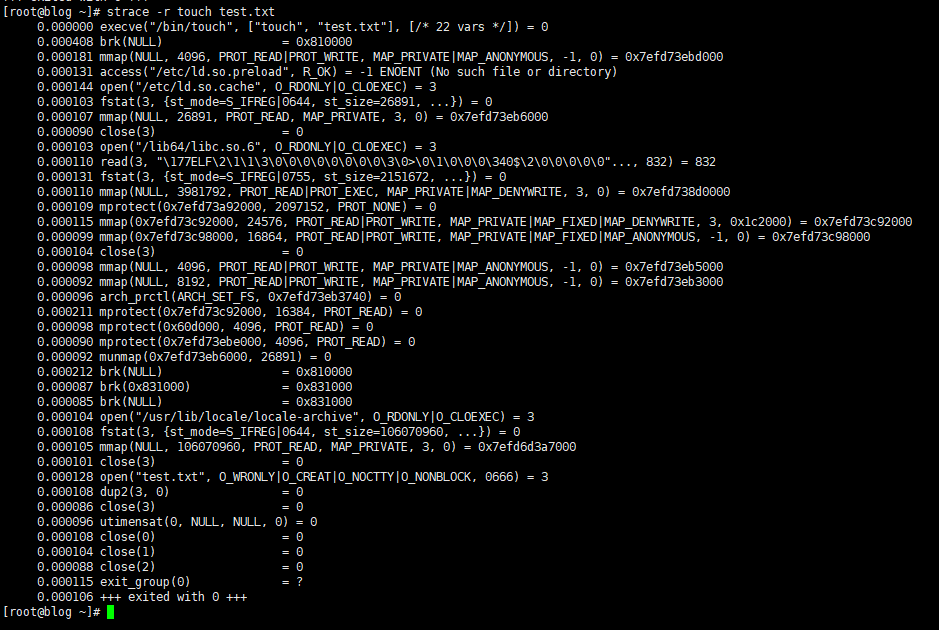 [root@blog ~]# strace -r touch test.txt
     0.000000 execve("/bin/touch", ["touch", "test.txt"], [/* 22 vars */]) = 0
     0.000408 brk(NULL)                 = 0x810000
     0.000181 mmap(NULL, 4096, PROT_READ|PROT_WRITE, MAP_PRIVATE|MAP_ANONYMOUS, -1, 0) = 0x7efd73ebd000
     0.000131 access("/etc/ld.so.preload", R_OK) = -1 ENOENT (No such file or directory)
     0.000144 open("/etc/ld.so.cache", O_RDONLY|O_CLOEXEC) = 3
     0.000103 fstat(3, {st_mode=S_IFREG|0644, st_size=26891, ...}) = 0
     0.000107 mmap(NULL, 26891, PROT_READ, MAP_PRIVATE, 3, 0) = 0x7efd73eb6000
     0.000090 close(3)                  = 0
     0.000103 open("/lib64/libc.so.6", O_RDONLY|O_CLOEXEC) = 3
     0.000110 read(3, "\177ELF\2\1\1\3\0\0\0\0\0\0\0\0\3\0>\0\1\0\0\0\340$\2\0\0\0\0\0"..., 832) = 832
     0.000131 fstat(3, {st_mode=S_IFREG|0755, st_size=2151672, ...}) = 0
     0.000110 mmap(NULL, 3981792, PROT_READ|PROT_EXEC, MAP_PRIVATE|MAP_DENYWRITE, 3, 0) = 0x7efd738d0000
     0.000109 mprotect(0x7efd73a92000, 2097152, PROT_NONE) = 0
     0.000115 mmap(0x7efd73c92000, 24576, PROT_READ|PROT_WRITE, MAP_PRIVATE|MAP_FIXED|MAP_DENYWRITE, 3, 0x1c2000) = 0x7efd73c92000
     0.000099 mmap(0x7efd73c98000, 16864, PROT_READ|PROT_WRITE, MAP_PRIVATE|MAP_FIXED|MAP_ANONYMOUS, -1, 0) = 0x7efd73c98000
     0.000104 close(3)                  = 0
     0.000098 mmap(NULL, 4096, PROT_READ|PROT_WRITE, MAP_PRIVATE|MAP_ANONYMOUS, -1, 0) = 0x7efd73eb5000
     0.000092 mmap(NULL, 8192, PROT_READ|PROT_WRITE, MAP_PRIVATE|MAP_ANONYMOUS, -1, 0) = 0x7efd73eb3000
     0.000096 arch_prctl(ARCH_SET_FS, 0x7efd73eb3740) = 0
     0.000211 mprotect(0x7efd73c92000, 16384, PROT_READ) = 0
     0.000098 mprotect(0x60d000, 4096, PROT_READ) = 0
     0.000090 mprotect(0x7efd73ebe000, 4096, PROT_READ) = 0
     0.000092 munmap(0x7efd73eb6000, 26891) = 0
     0.000212 brk(NULL)                 = 0x810000
     0.000087 brk(0x831000)             = 0x831000
     0.000085 brk(NULL)                 = 0x831000
     0.000104 open("/usr/lib/locale/locale-archive", O_RDONLY|O_CLOEXEC) = 3
     0.000108 fstat(3, {st_mode=S_IFREG|0644, st_size=106070960, ...}) = 0
     0.000105 mmap(NULL, 106070960, PROT_READ, MAP_PRIVATE, 3, 0) = 0x7efd6d3a7000
     0.000101 close(3)                  = 0
     0.000128 open("test.txt", O_WRONLY|O_CREAT|O_NOCTTY|O_NONBLOCK, 0666) = 3
     0.000108 dup2(3, 0)                = 0
     0.000086 close(3)                  = 0
     0.000096 utimensat(0, NULL, NULL, 0) = 0
     0.000108 close(0)                  = 0
     0.000104 close(1)                  = 0
     0.000088 close(2)                  = 0
     0.000115 exit_group(0)             = ?
     0.000106 +++ exited with 0 +++
[root@blog ~]#